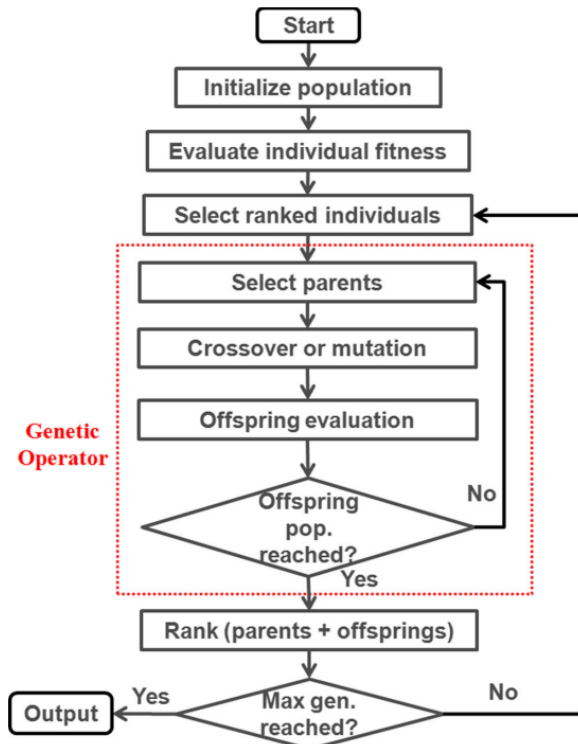 Start
Initialize population
Evaluate individual fitness
Select ranked individuals
Select parents
Crossover or mutation
Offspring evaluation
Genetic
Operator
Offspring
pop.
reached?
No
Yes
Rank (parents + offsprings)
Max gen.
reached?
Yes
No
Output